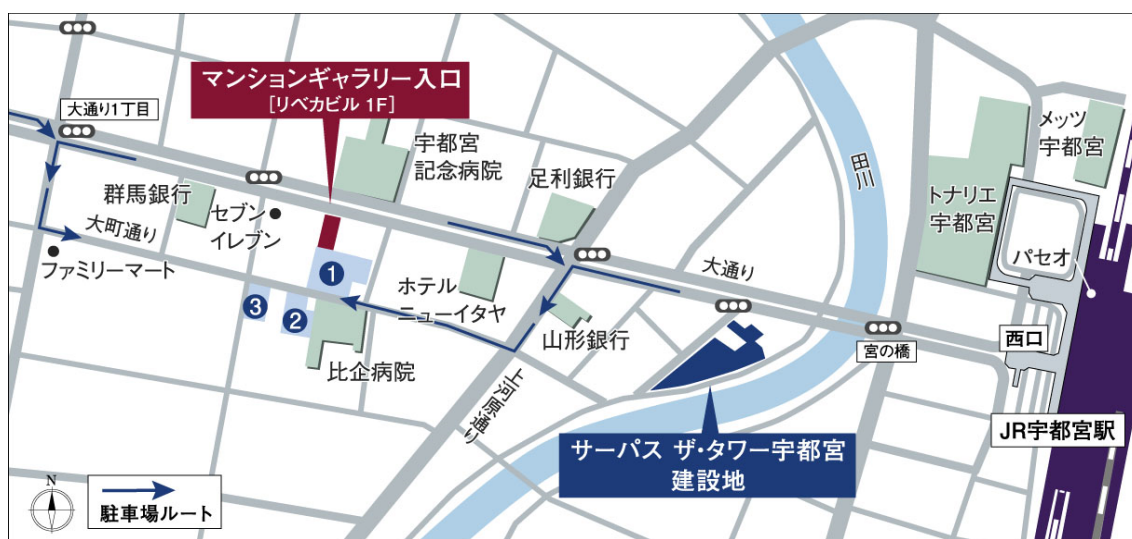 マンションギャラリー入口
[リベカビル 1F]
大通り1丁目
宇都宮
記念病院
足利銀行
田川
メッツ
宇都宮
トナリエ
宇都宮
群馬銀行
セブン
イレブン
大町通り
ファミリーマート
パセオ
大通り
1
ホテル
ニューイタヤ
3
2
山形銀行
宮の橋
西口
比企病院
上河原通り
JR宇都宮駅
サーパス ザ・タワー宇都宮
建設地
N
駐車場ルート